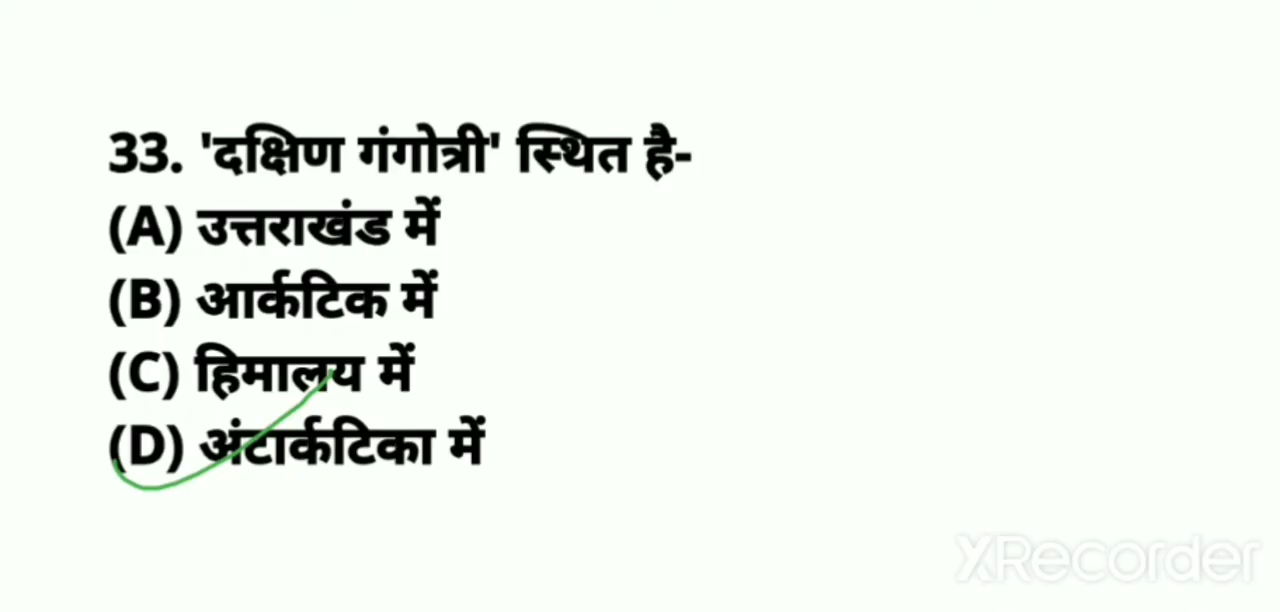 33. 'दक्षिण गंगोत्री' स्थित है-
(A) उत्तराखंड में
(B) आर्कटिक में
(C) हिमालय में
(D) अंटार्कटिका में
XRecorder